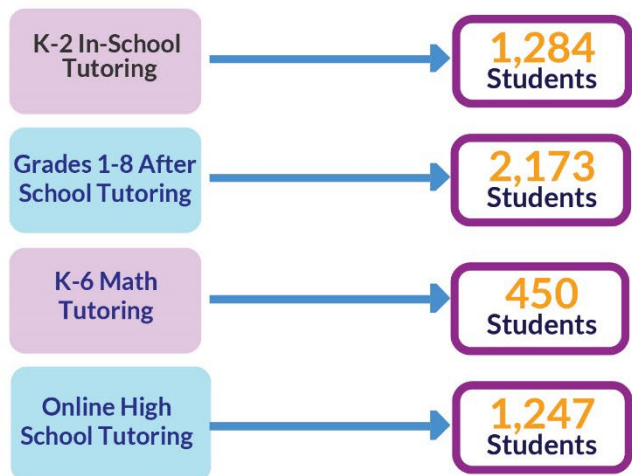 K-2 In-School
Tutoring
1,284
Students
Grades 1-8 After
School Tutoring
2,173
Students
K-6 Math
Tutoring
450
Students
Online High
School Tutoring
1,247
Students